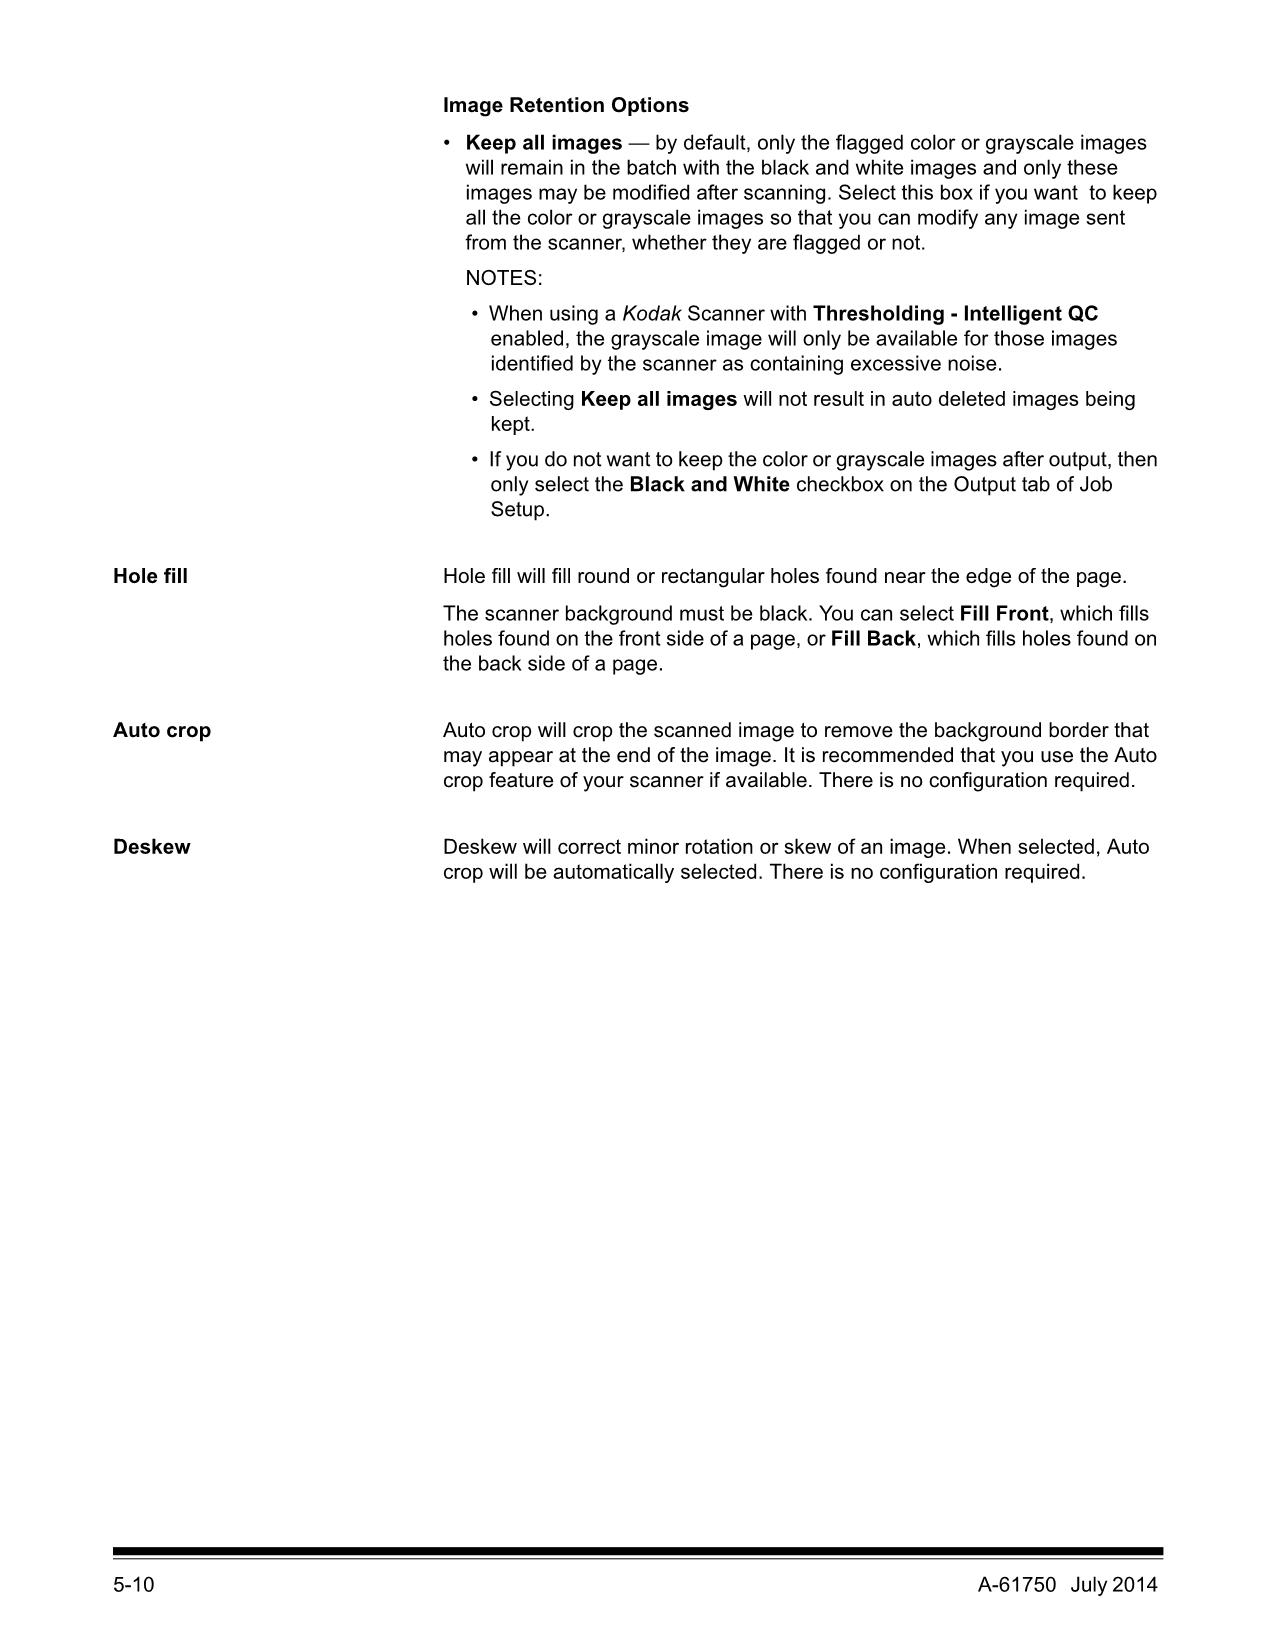 Image Retention Options
• Keep all images — by default, only the flagged color or grayscale images
will remain in the batch with the black and white images and only these
images may be modified after scanning. Select this box if you want  to keep
all the color or grayscale images so that you can modify any image sent
from the scanner, whether they are flagged or not.
NOTES:
• When using a Kodak Scanner with Thresholding - Intelligent QC
enabled, the grayscale image will only be available for those images
identified by the scanner as containing excessive noise.
• Selecting Keep all images will not result in auto deleted images being
kept.
• If you do not want to keep the color or grayscale images after output, then
only select the Black and White checkbox on the Output tab of Job
Setup.
Hole fill
Hole fill will fill round or rectangular holes found near the edge of the page.
The scanner background must be black. You can select Fill Front, which fills
holes found on the front side of a page, or Fill Back, which fills holes found on
the back side of a page.
Auto crop
Auto crop will crop the scanned image to remove the background border that
may appear at the end of the image. It is recommended that you use the Auto
crop feature of your scanner if available. There is no configuration required.
Deskew
Deskew will correct minor rotation or skew of an image. When selected, Auto
crop will be automatically selected. There is no configuration required.
5-10
A-61750 July 2014